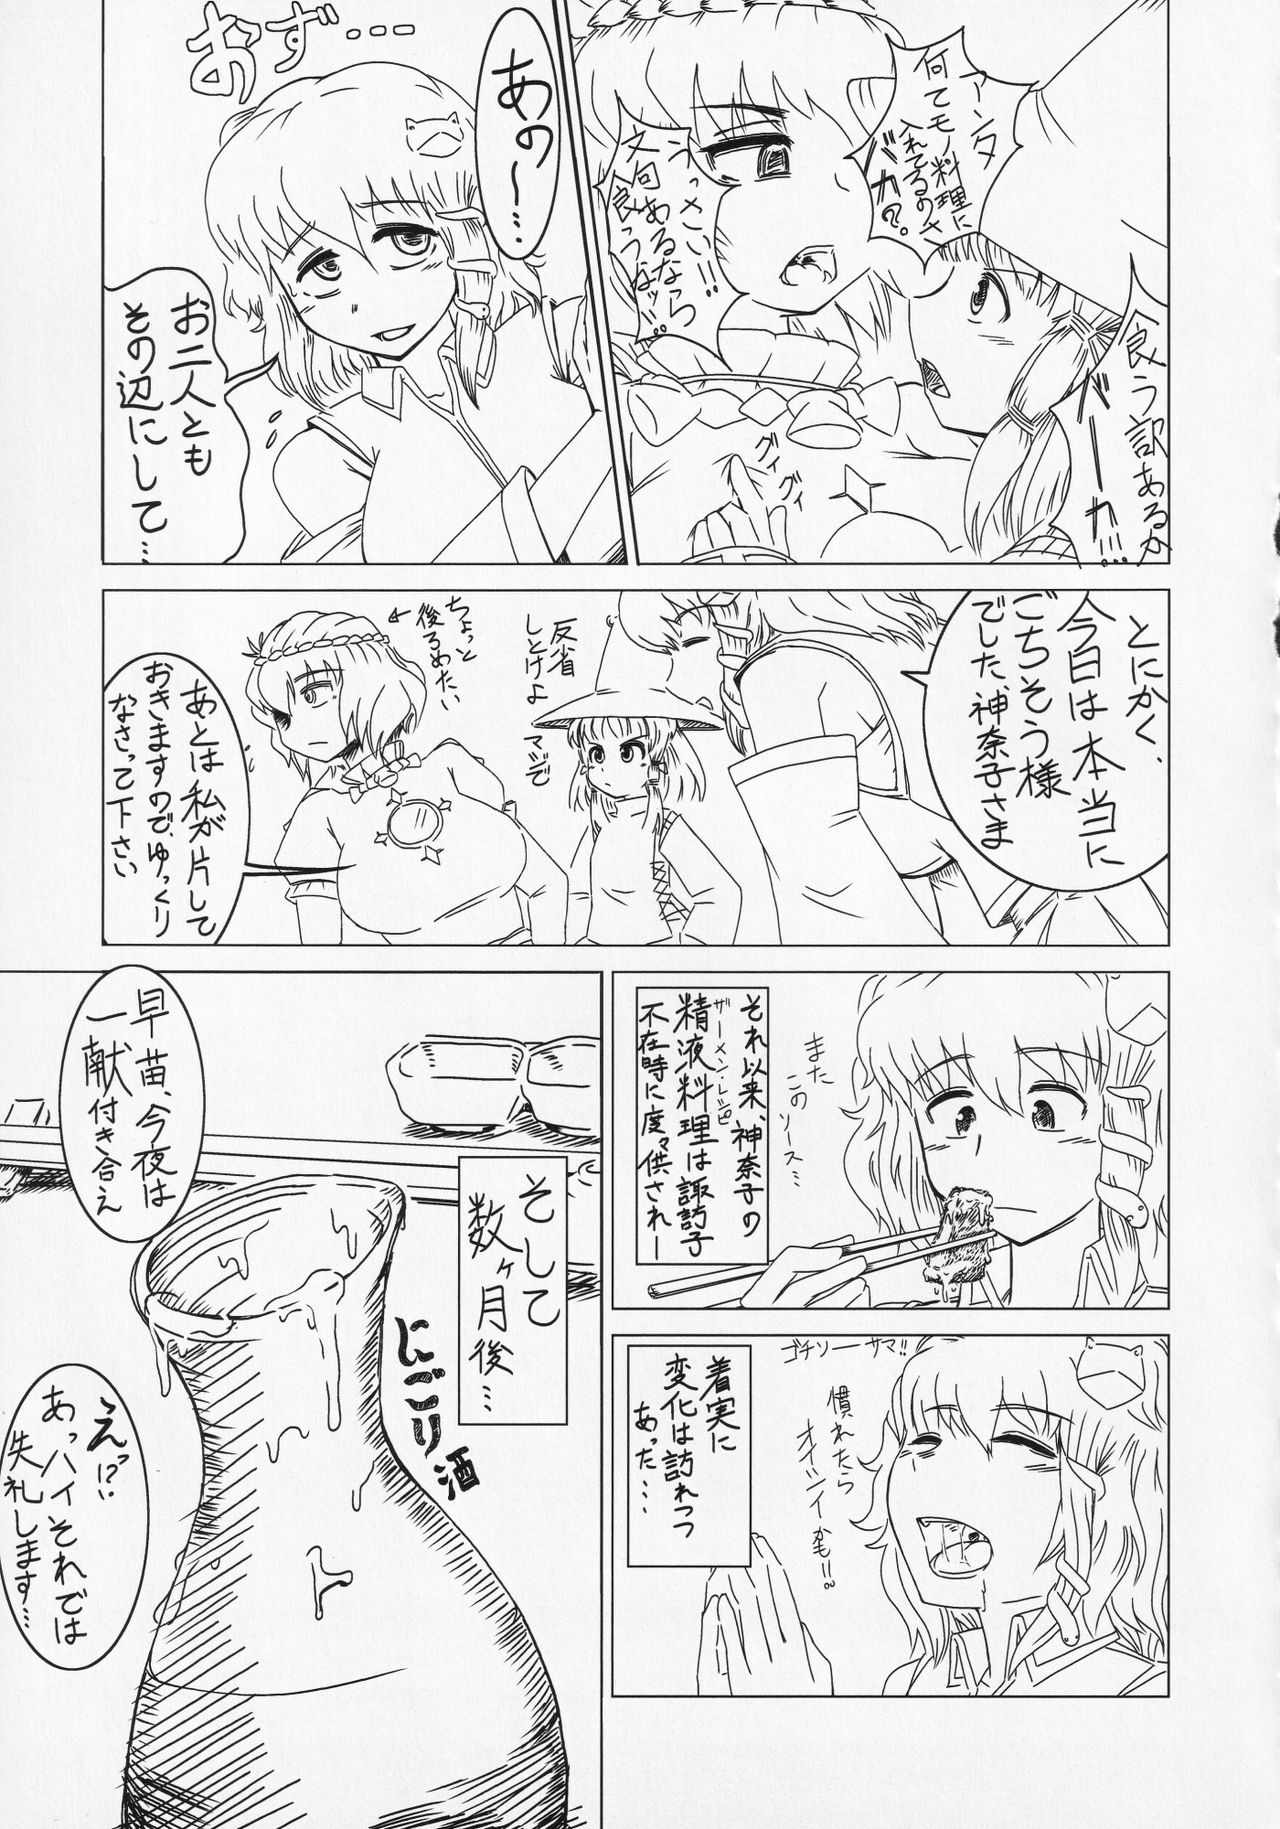 アンタ
何てモノ料理に
入れてるのさ
バカ?。
うっさい!!!
文句あるなら
食うなッ!!
食う訳あるか
バーカ!!!
グィグィ
おず…
あの〜…
お二人とも
その辺にして…
とにかく、
今日は本当に
ごちそう様
でした、神奈子さま
反省
しとけよ
マジで
ちょっと
後ろめたい
あとは私が片して
おきますので、ゆっくり
なさって下さい
それ以来、神奈子の
精液料理は諏訪子
ザーメン・レシピ
不在時に度々供され―
また
この
ソース…
ゴチソーサマ!!
慣れたら
オイシイかも!!
着実に
変化は訪れつつ
あった…
そして
数ヶ月後…
にごり酒
早苗、今夜は
一献付き合え
えっ!?
あっハイそれでは
失礼します…